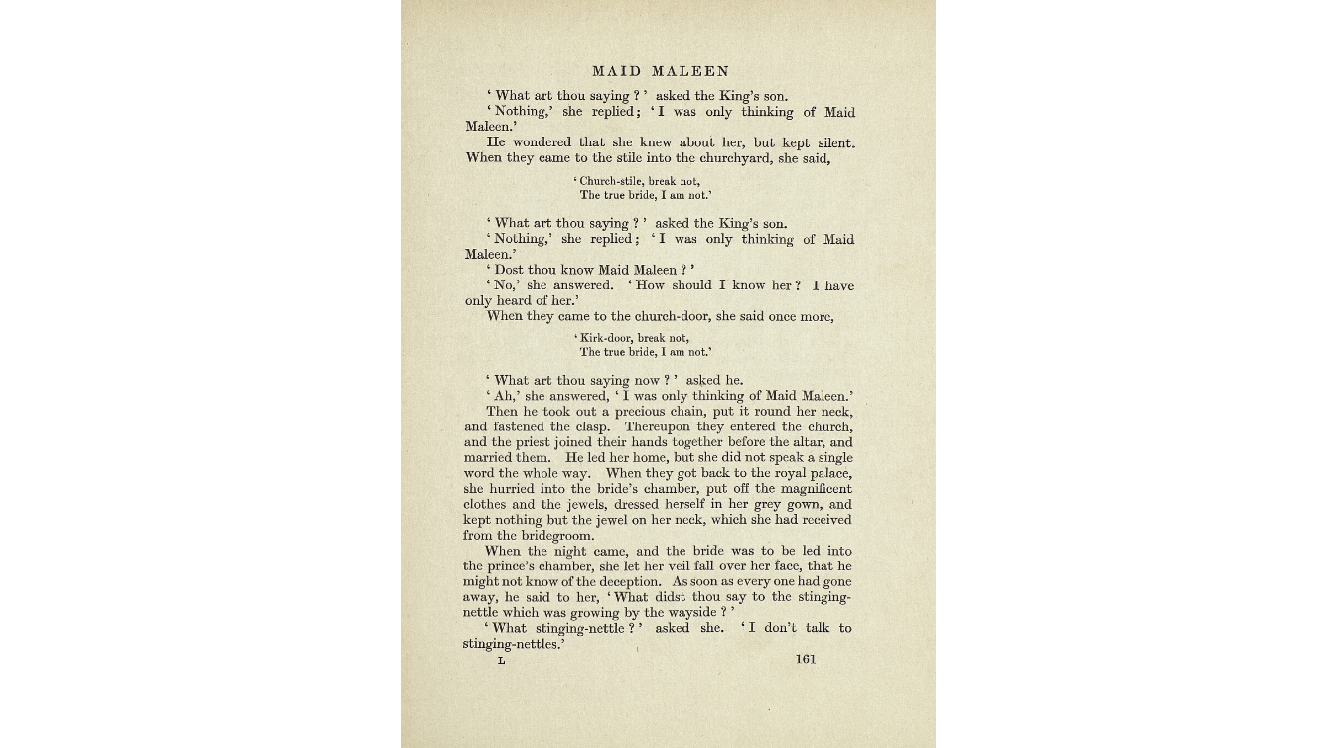 MAID MALEEN
‘ What art thou saying ? ’ asked the King’s son.
‘ Nothing,’ she replied ; ‘ I was only thinking of Maid
Maleen.’
He wondered that she knew about her, but kept silent.
When they came to the stile into the churchyard, she said,
‘ Church-stile, break not,
The true bride, I am not.’
‘ What art thou saying ? ’ asked the King’s son.
‘ Nothing,’ she replied ; ‘ I was only thinking of Maid
Maleen.’
‘ Dost thou know Maid Maleen ? ’
‘ No,’ she answered. ‘ How should I know her ? I have
only heard of her.’
When they came to the church-door, she said once more,
‘ Kirk-door, break not,
The true bride, I am not.’
‘ What art thou saying now ? ’ asked he.
‘ Ah,’ she answered, ‘ I was only thinking of Maid Maleen.’
Then he took out a precious chain, put it round her neck,
and fastened the clasp. Thereupon they entered the church,
and the priest joined their hands together before the altar, and
married them. He led her home, but she did not speak a single
word the whole way. When they got back to the royal palace,
she hurried into the bride’s chamber, put off the magnificent
clothes and the jewels, dressed herself in her grey gown, and
kept nothing but the jewel on her neck, which she had received
from the bridegroom.
When the night came, and the bride was to be led into
the prince’s chamber, she let her veil fall over her face, that he
might not know of the deception. As soon as every one had gone
away, he said to her, ‘ What didst thou say to the stinging-
nettle which was growing by the wayside ? ’
‘ What stinging-nettle ? ’ asked she. ‘ I don’t talk to
stinging-nettles.’
L 161